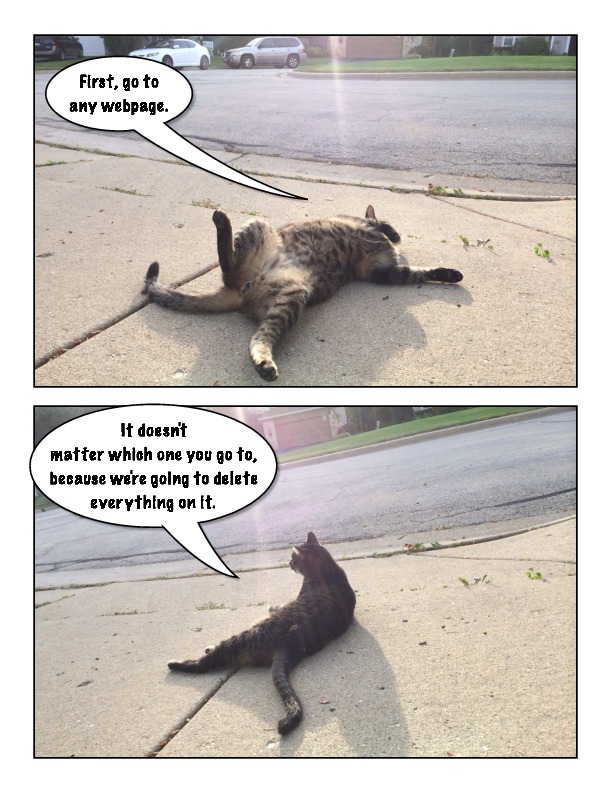 First, go to
any webpage.
It doesn't
matter which one you go to,
because we're going to delete
everything on it.